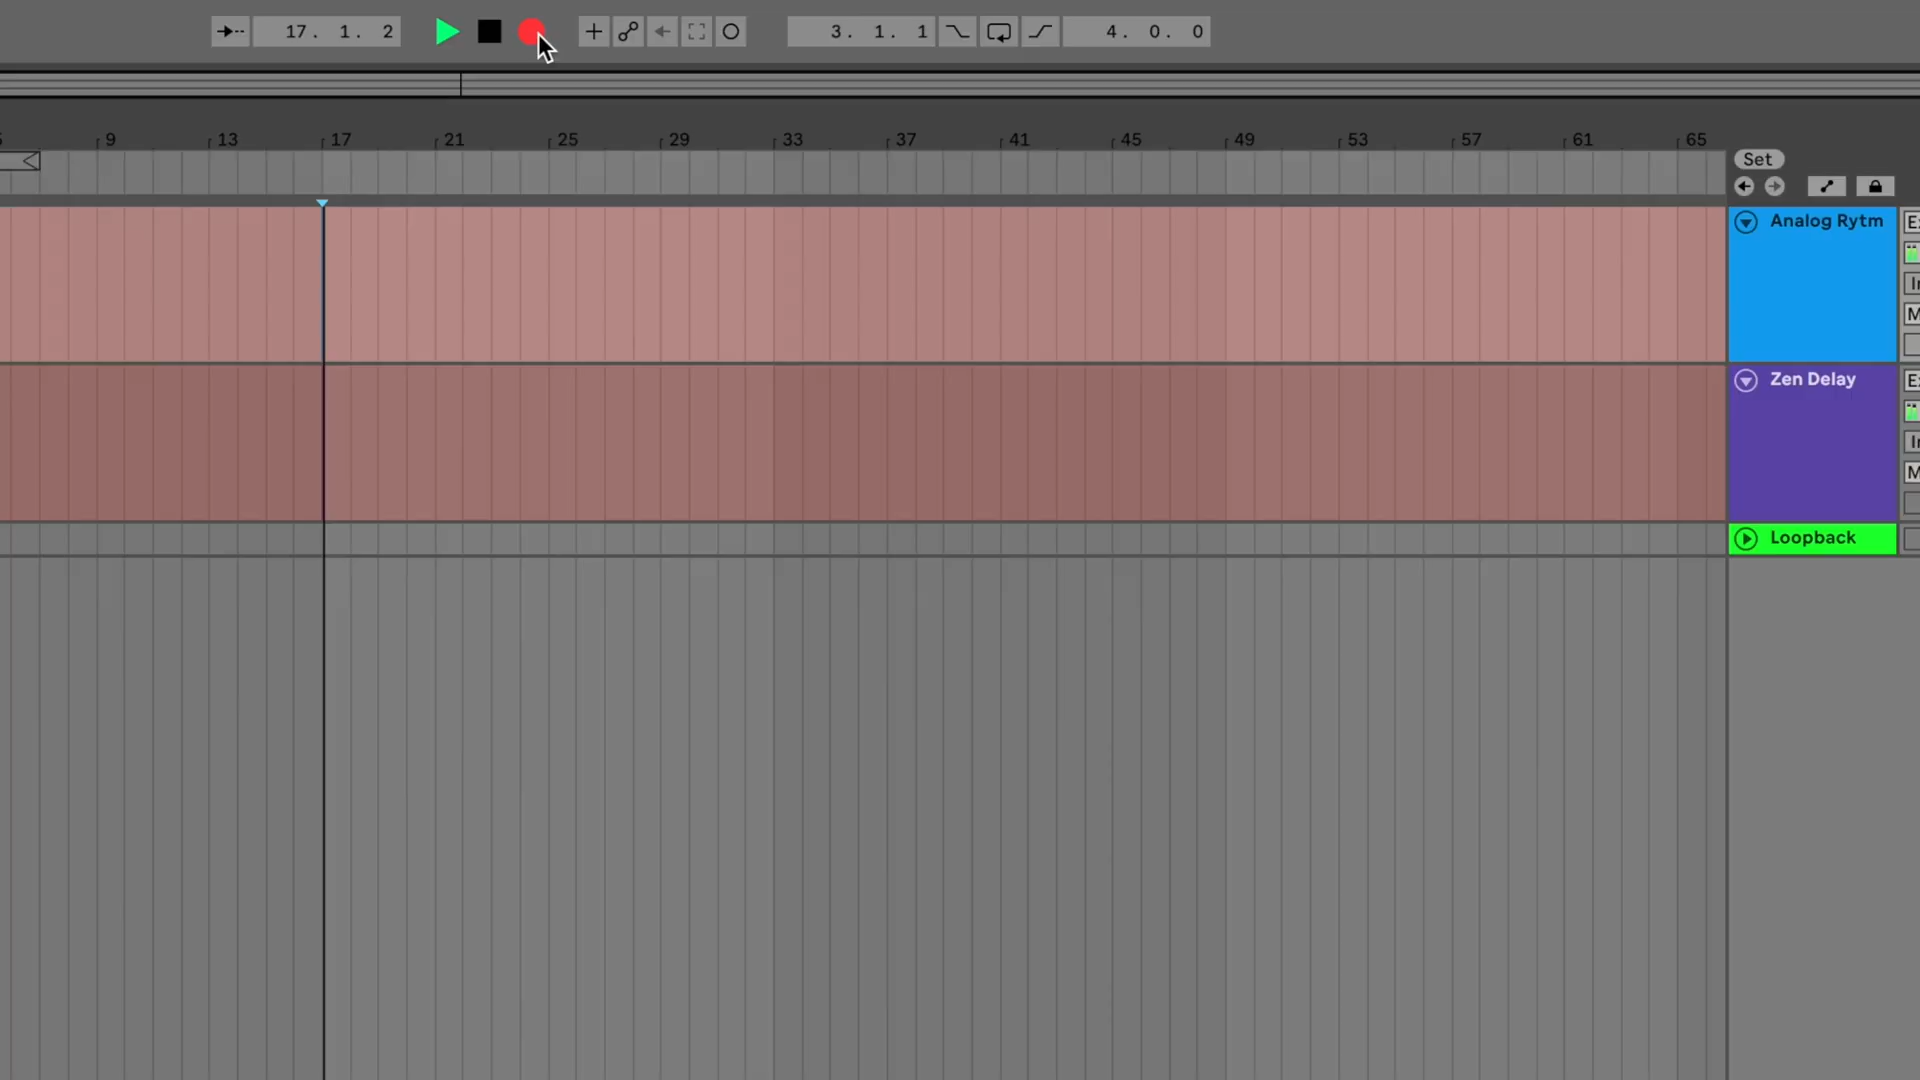 17. 1. 2 3. 1. 1 4. 0. 0
9 13 17 21 25 29 33 37 41 45 49 53 57 61 65
Set
Analog Rytm
Zen Delay
Loopback